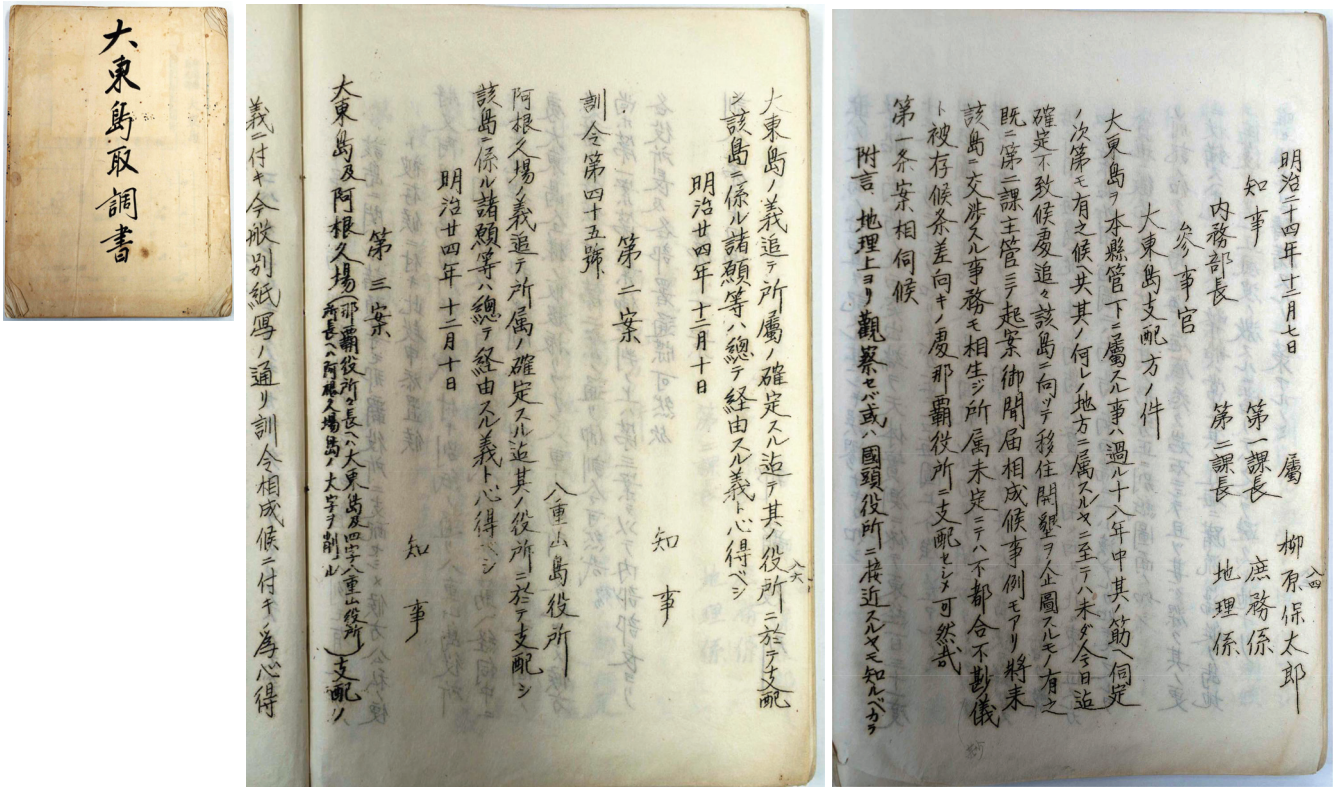 大東島取調書
八四
明治二十四年十二月七日　屬　柳原保太郎
知事　第一課長　庶務係
内務部長　第二課長　地理係
參事官
大東島支配方ノ件
大東島ヲ本縣管下ニ屬スル事ハ過ル十八年中其ノ筋ヘ伺定
ノ次第モ有之候ヘ共其ノ何レノ地方ニ属スルヤニ至テハ未ダ今日迠
確定不致候處追々該島ニ向ッテ移住開墾ヲ企圖スルモノ有之
既ニ第二課主管ニテ起案御聞届相成候事例モアリ將来
該島ニ交渉スル事務モ相生ジ所属未定ニテハ不都合不尠儀
ト被存候条差向キノ處那覇役所ニ支配セシメ可然哉
第一条案相伺候
附言、地理上ヨリ觀察セバ或ハ國頭役所ニ接近スルヤモ知ルベカラ
八六
大東島ノ義追テ所屬ノ確定スル迠テ其ノ役所ニ於テ支配
シ該島ニ係ル諸願等ハ總テ経由スル義ト心得ベシ
明治廿四年十二月十日
知事
第二案
訓令第四十五號
八重山島役所
阿根久場ノ義追テ所属ノ確定スル迠其ノ役所ニ於テ支配シ
該島ニ係ル諸願等ハ總テ経由スル義ト心得ベシ
明治廿四年十二月十日
知事
第三案
大東島及阿根久場(那覇役所々長ヘハ大東島及四字八重山役所
所長ヘハ阿根久場島ノ大字ヲ削ル)支配ノ
義ニ付キ今般別紙寫ノ通リ訓令相成候ニ付キ為心得